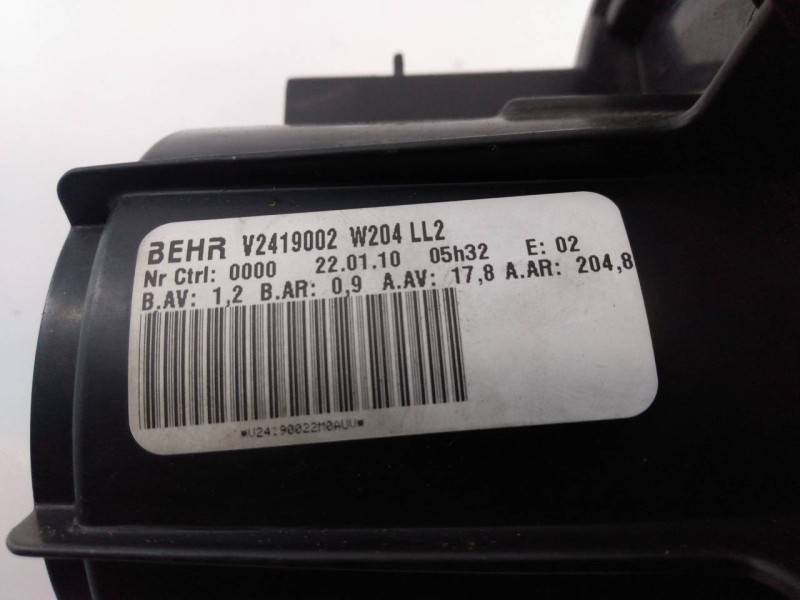 BEHR V2419002 W204 LL2
Nr Ctrl: 0000 22.01.10 05h32 E: 02
B.AV: 1,2 B.AR: 0,9 A.AV: 17,8 A.AR: 204,8
*V24190022M0AUV*